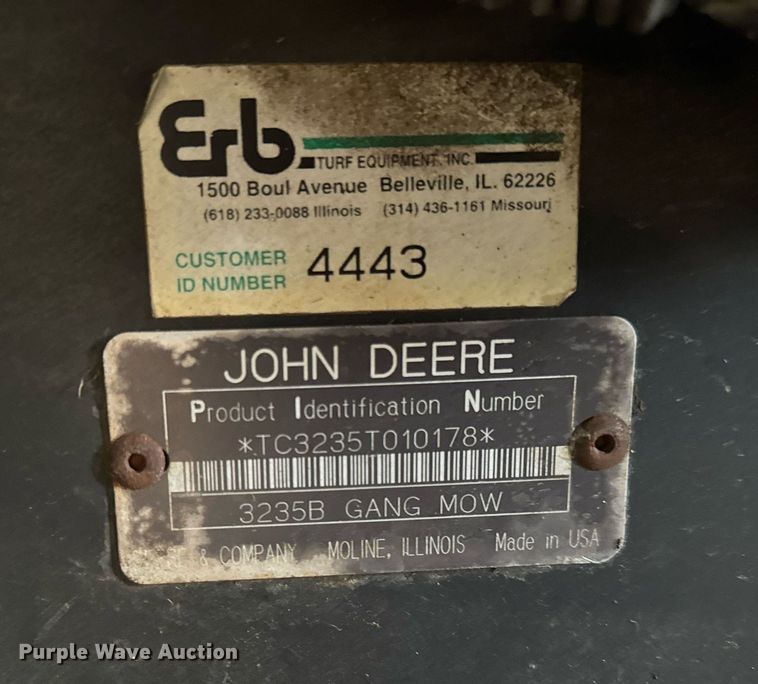 Erb
TURF EQUIPMENT, INC.
1500 Boul Avenue Belleville, IL. 62226
(618) 233-0088 Illinois (314) 436-1161 Missouri
CUSTOMER
ID NUMBER 4443
JOHN DEERE
Product Identification Number
*TC3235T010178*
3235B GANG MOW
& COMPANY MOLINE, ILLINOIS Made in USA
Purple Wave Auction